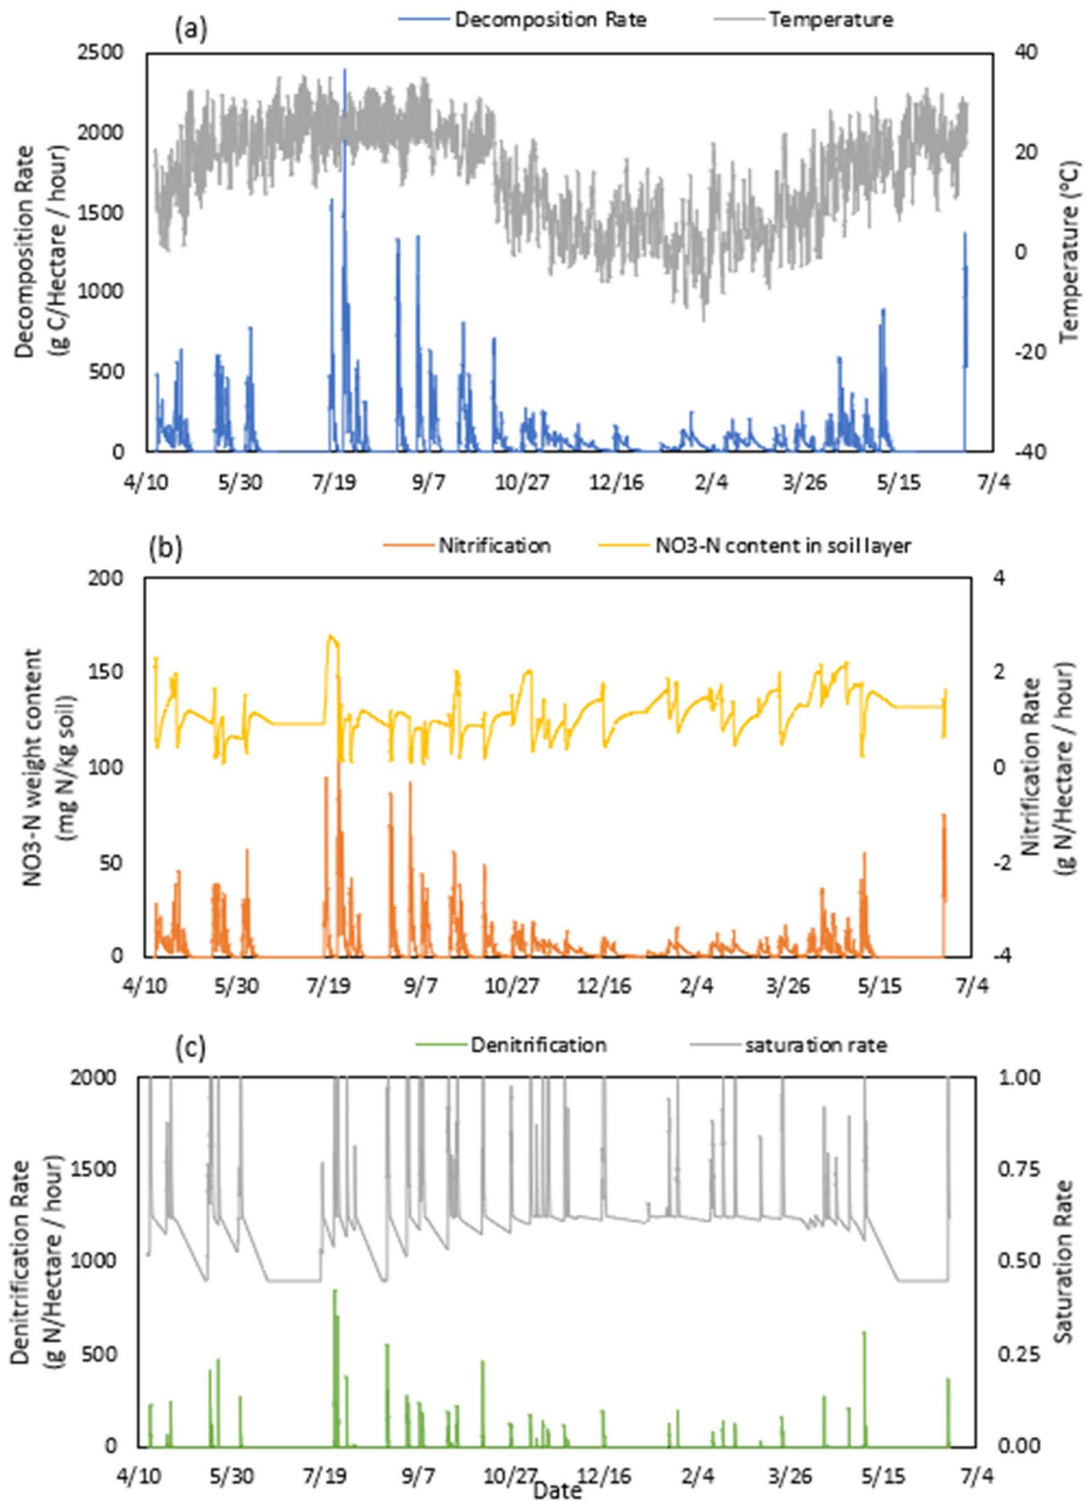 (a)
Decomposition Rate Temperature
2500 40
2000 20
1500 0
1000 -20
500 -40
0
Decomposition Rate
(g C/Hectare / hour)
Temperature (°C)
4/10 5/30 7/19 9/7 10/27 12/16 2/4 3/26 5/15 7/4
(b)
Nitrification NO3-N content in soil layer
200 4
150 2
100 0
50 -2
0 -4
NO3-N weight content
(mg N/kg soil)
Nitrification Rate
(g N/Hectare / hour)
4/10 5/30 7/19 9/7 10/27 12/16 2/4 3/26 5/15 7/4
(c)
Denitrification saturation rate
2000 1.00
1500 0.75
1000 0.50
500 0.25
0 0.00
Denitrification Rate
(g N/Hectare / hour)
Saturation Rate
4/10 5/30 7/19 9/7 10/27 12/16 2/4 3/26 5/15 7/4
Date